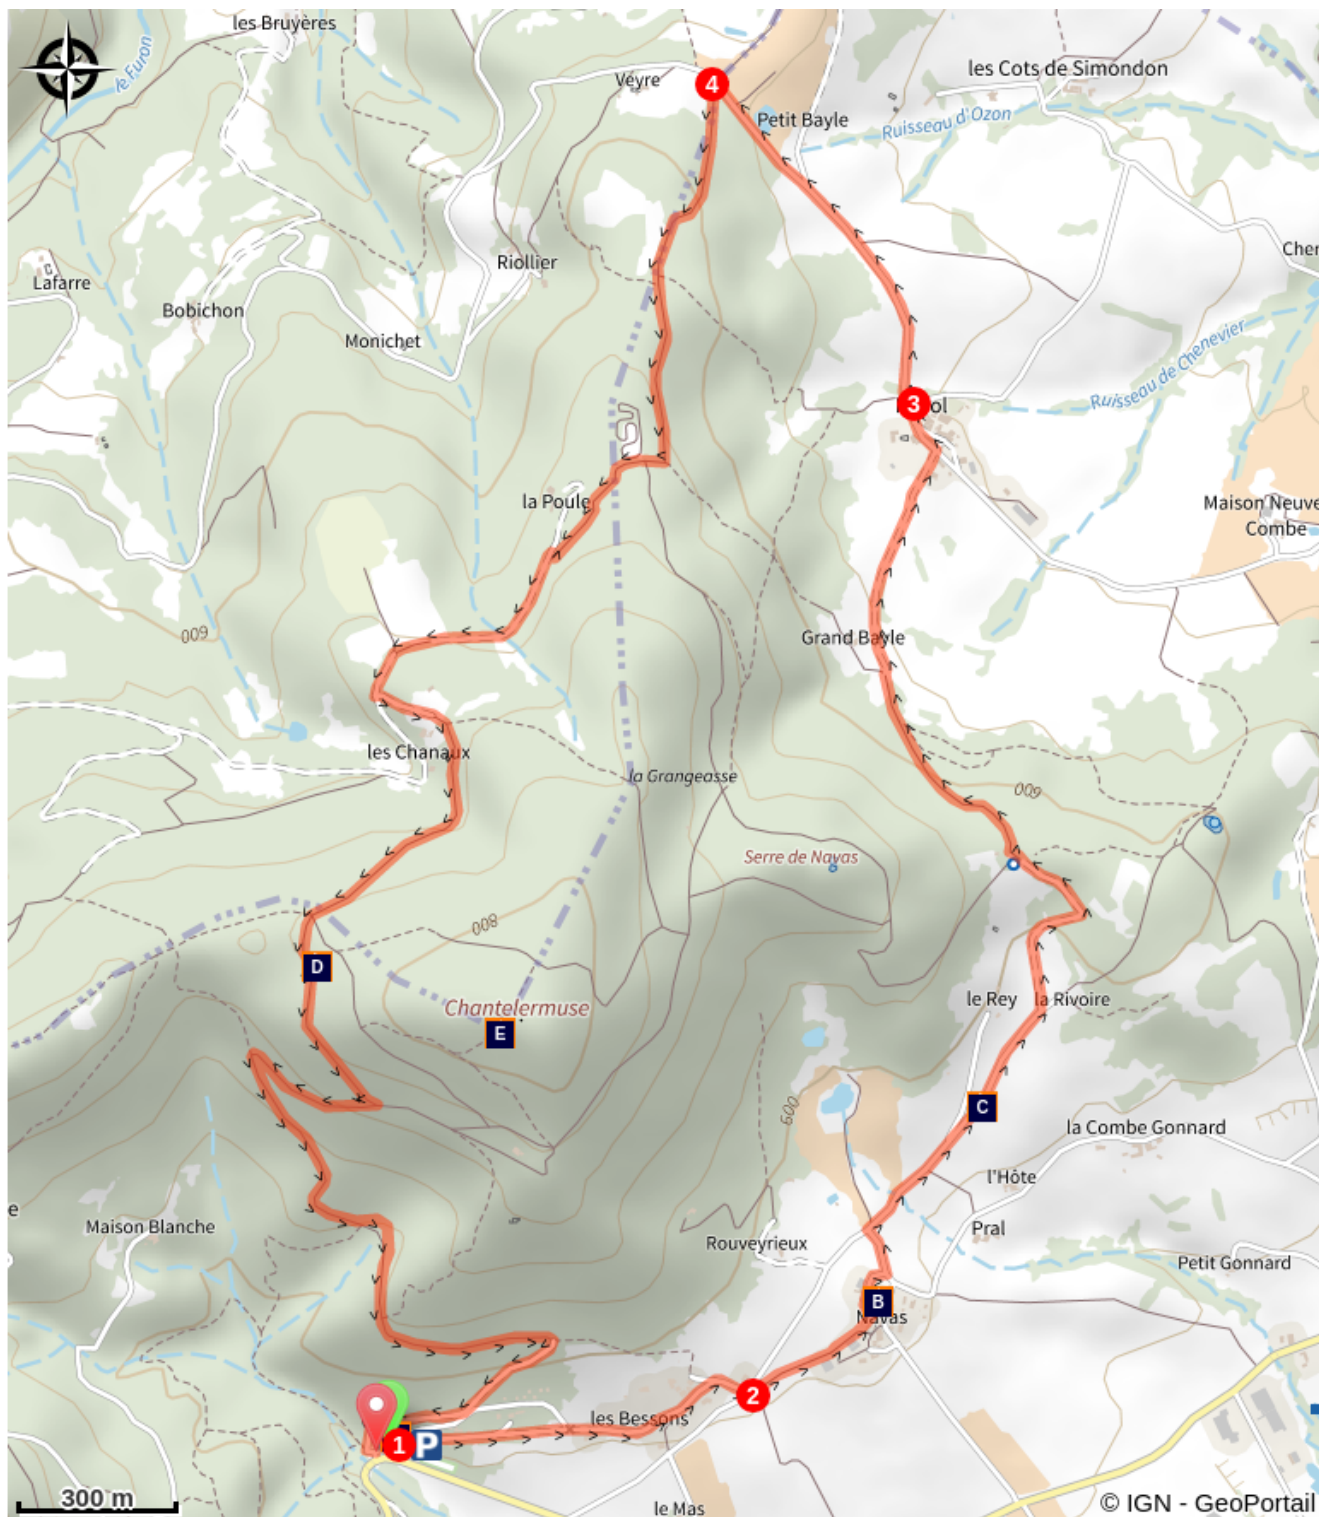 les Bruyères
le Furon
Veyre
4
les Cots de Simondon
Petit Bayle
Ruisseau d'Ozon
Cher
Lafarre
Riollier
Bobichon
Monichet
Ruisseau de Chenevier
3
ol
la Poule
Maison Neuve
Combe
600
Grand Bayle
les Chanaux
la Grangeasse
600
Serre de Navas
800
D
Chantelermuse
le Rey
la Rivoire
E
C
600
la Combe Gonnard
l'Hôte
e
Maison Blanche
Rouveyrieux
Pral
Petit Gonnard
B
Navas
2
les Bessons
1
P
300 m
le Mas
© IGN - GeoPortail